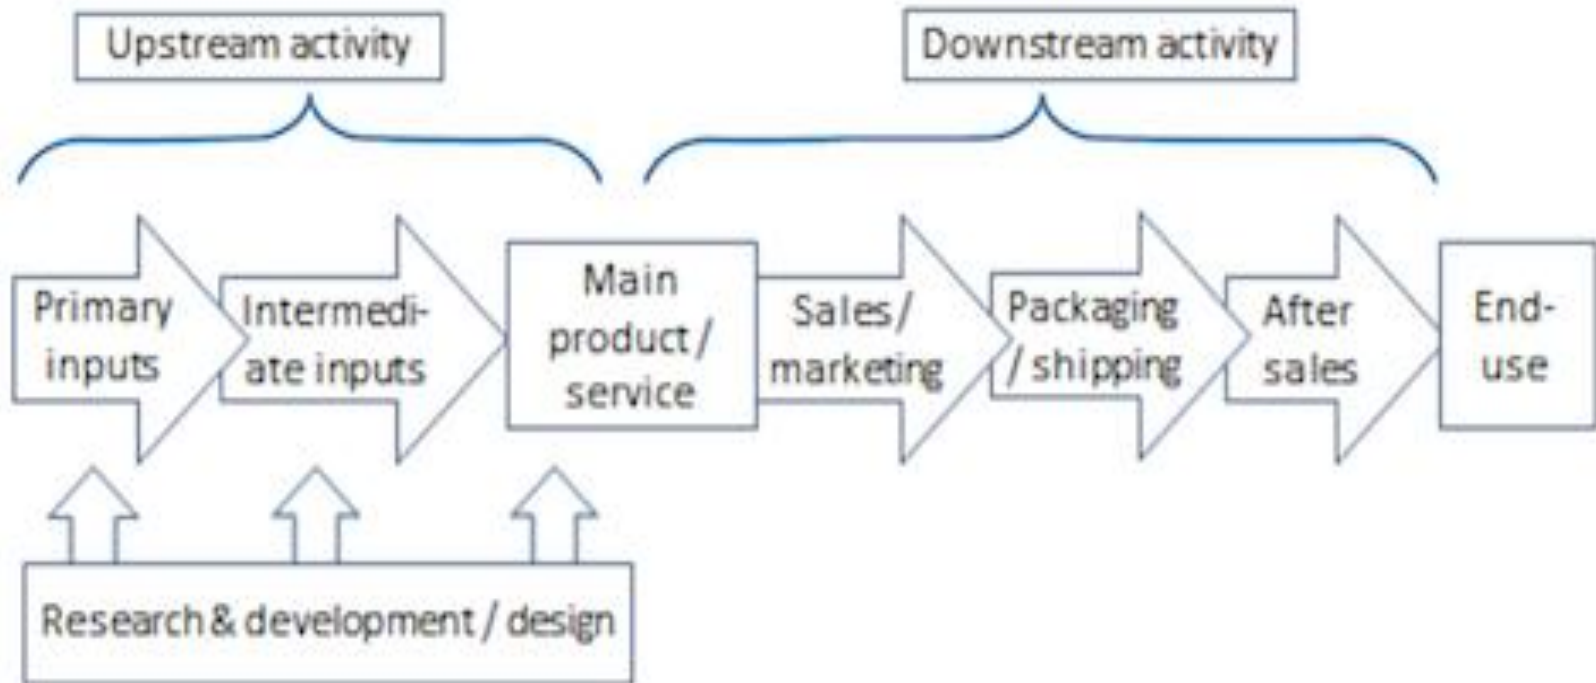 Upstream activity
Downstream activity
Primary
inputs
Intermedi-
ate inputs
Main
product /
service
Sales /
marketing
Packaging
/ shipping
After
sales
End-
use
Research & development / design